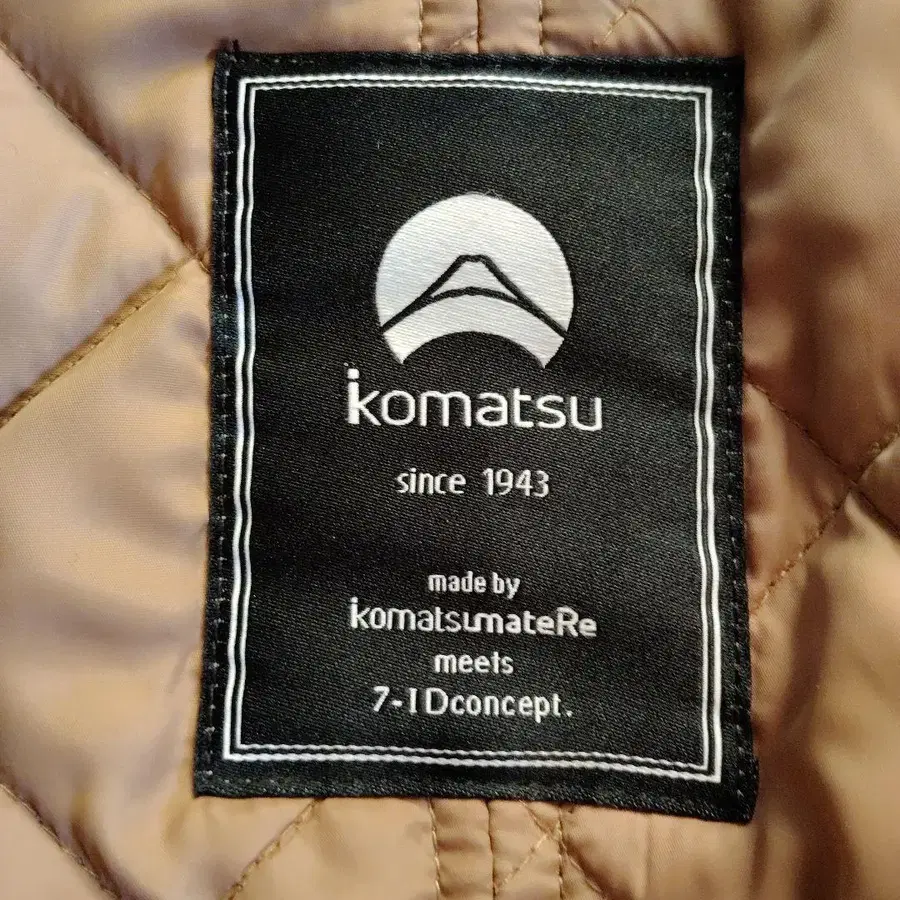 komatsu
since 1943
made by
komatsumateRe
meets
7-IDconcept.